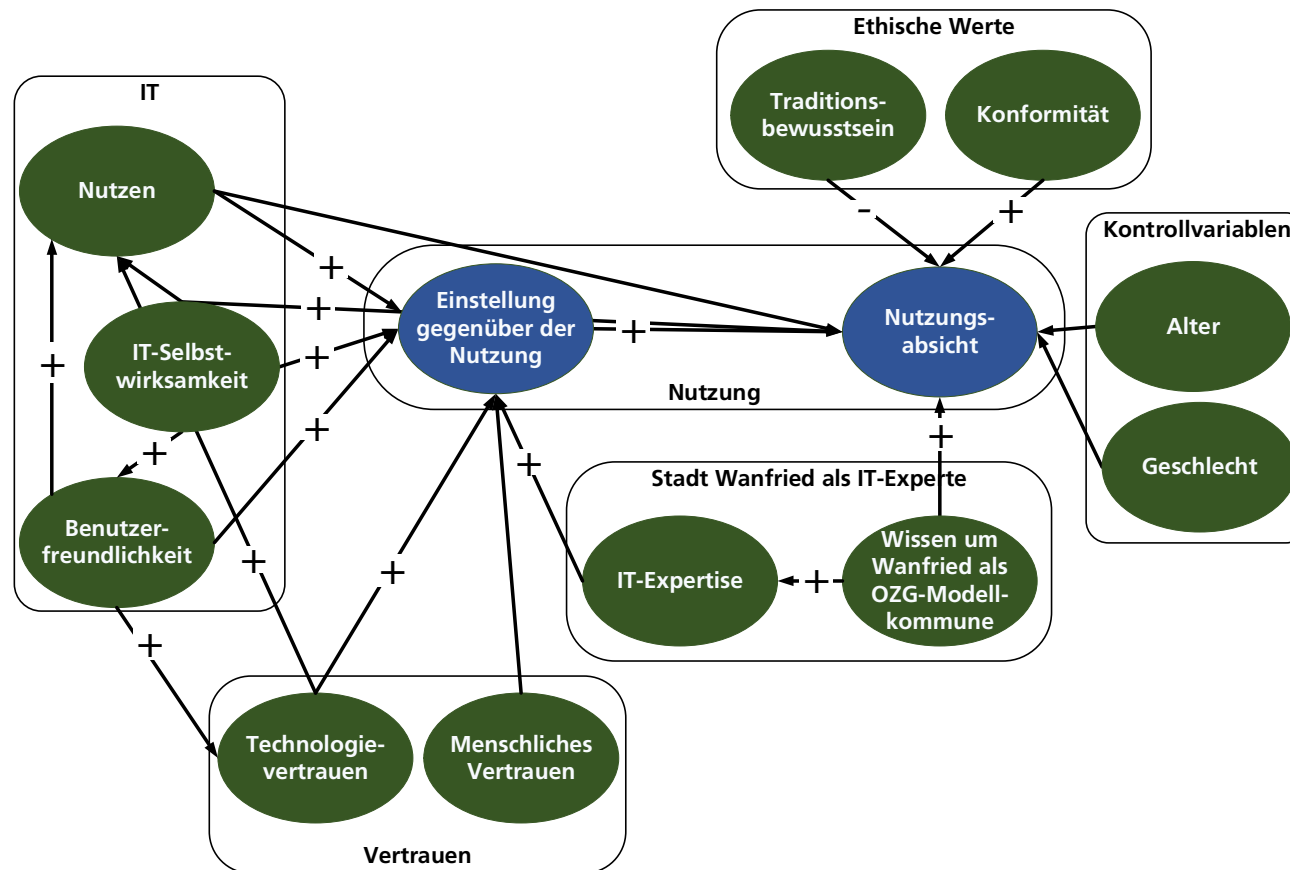 Ethische Werte
Traditions-
bewusstsein
Konformität
-
+
IT
Nutzen
IT-Selbst-
wirksamkeit
Benutzer-
freundlichkeit
+
+
+
+
+
+
+
+
Einstellung
gegenüber der
Nutzung
+
Nutzungs-
absicht
Nutzung
Kontrollvariablen
Alter
Geschlecht
Stadt Wanfried als IT-Experte
IT-Expertise
+
Wissen um
Wanfried als
OZG-Modell-
kommune
+
+
+
Technologie-
vertrauen
Menschliches
Vertrauen
Vertrauen